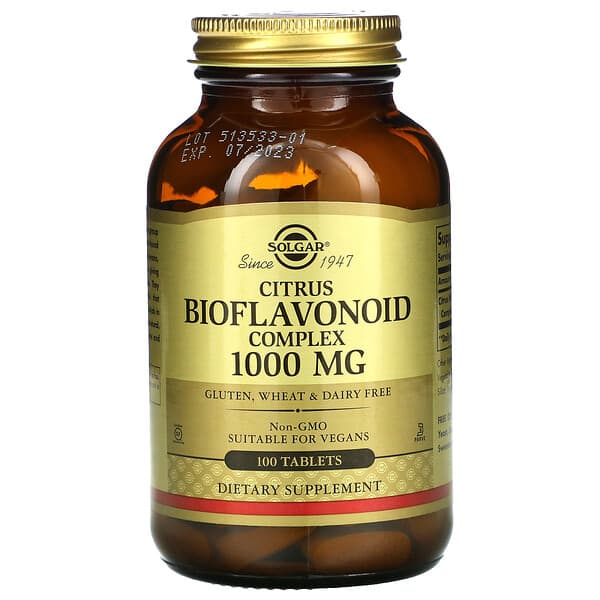 LOT 513533-01
EXP. 07/2023
SOLGAR®
Since 1947
CITRUS
BIOFLAVONOID
COMPLEX
1000 MG
GLUTEN, WHEAT & DAIRY FREE
Non-GMO
SUITABLE FOR VEGANS
100 TABLETS
DIETARY SUPPLEMENT